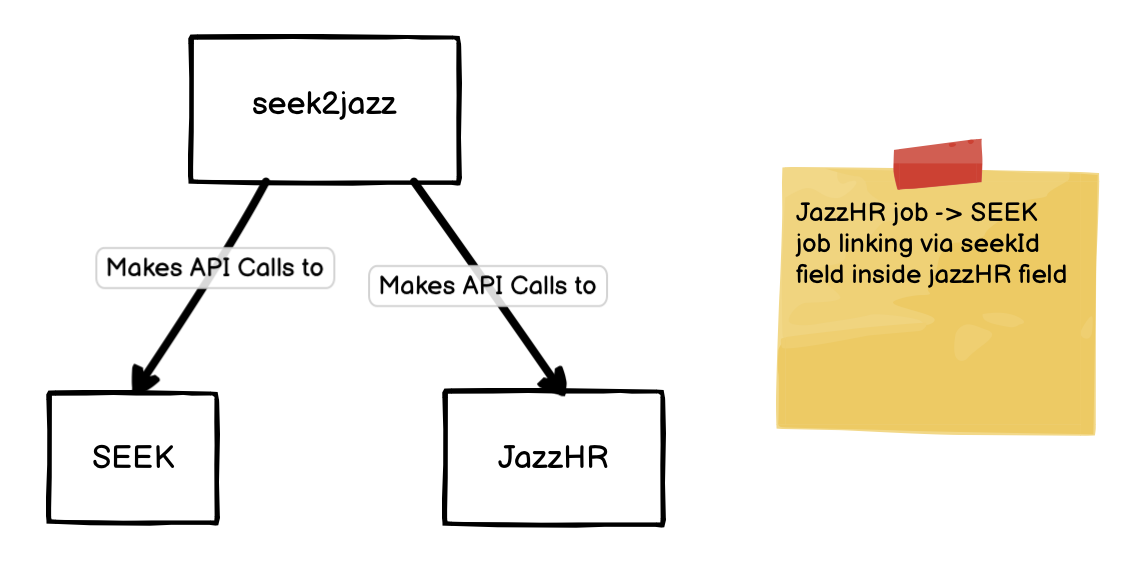 seek2jazz
Makes API Calls to
Makes API Calls to
SEEK
JazzHR
JazzHR job -> SEEK
job linking via seekId
field inside jazzHR field